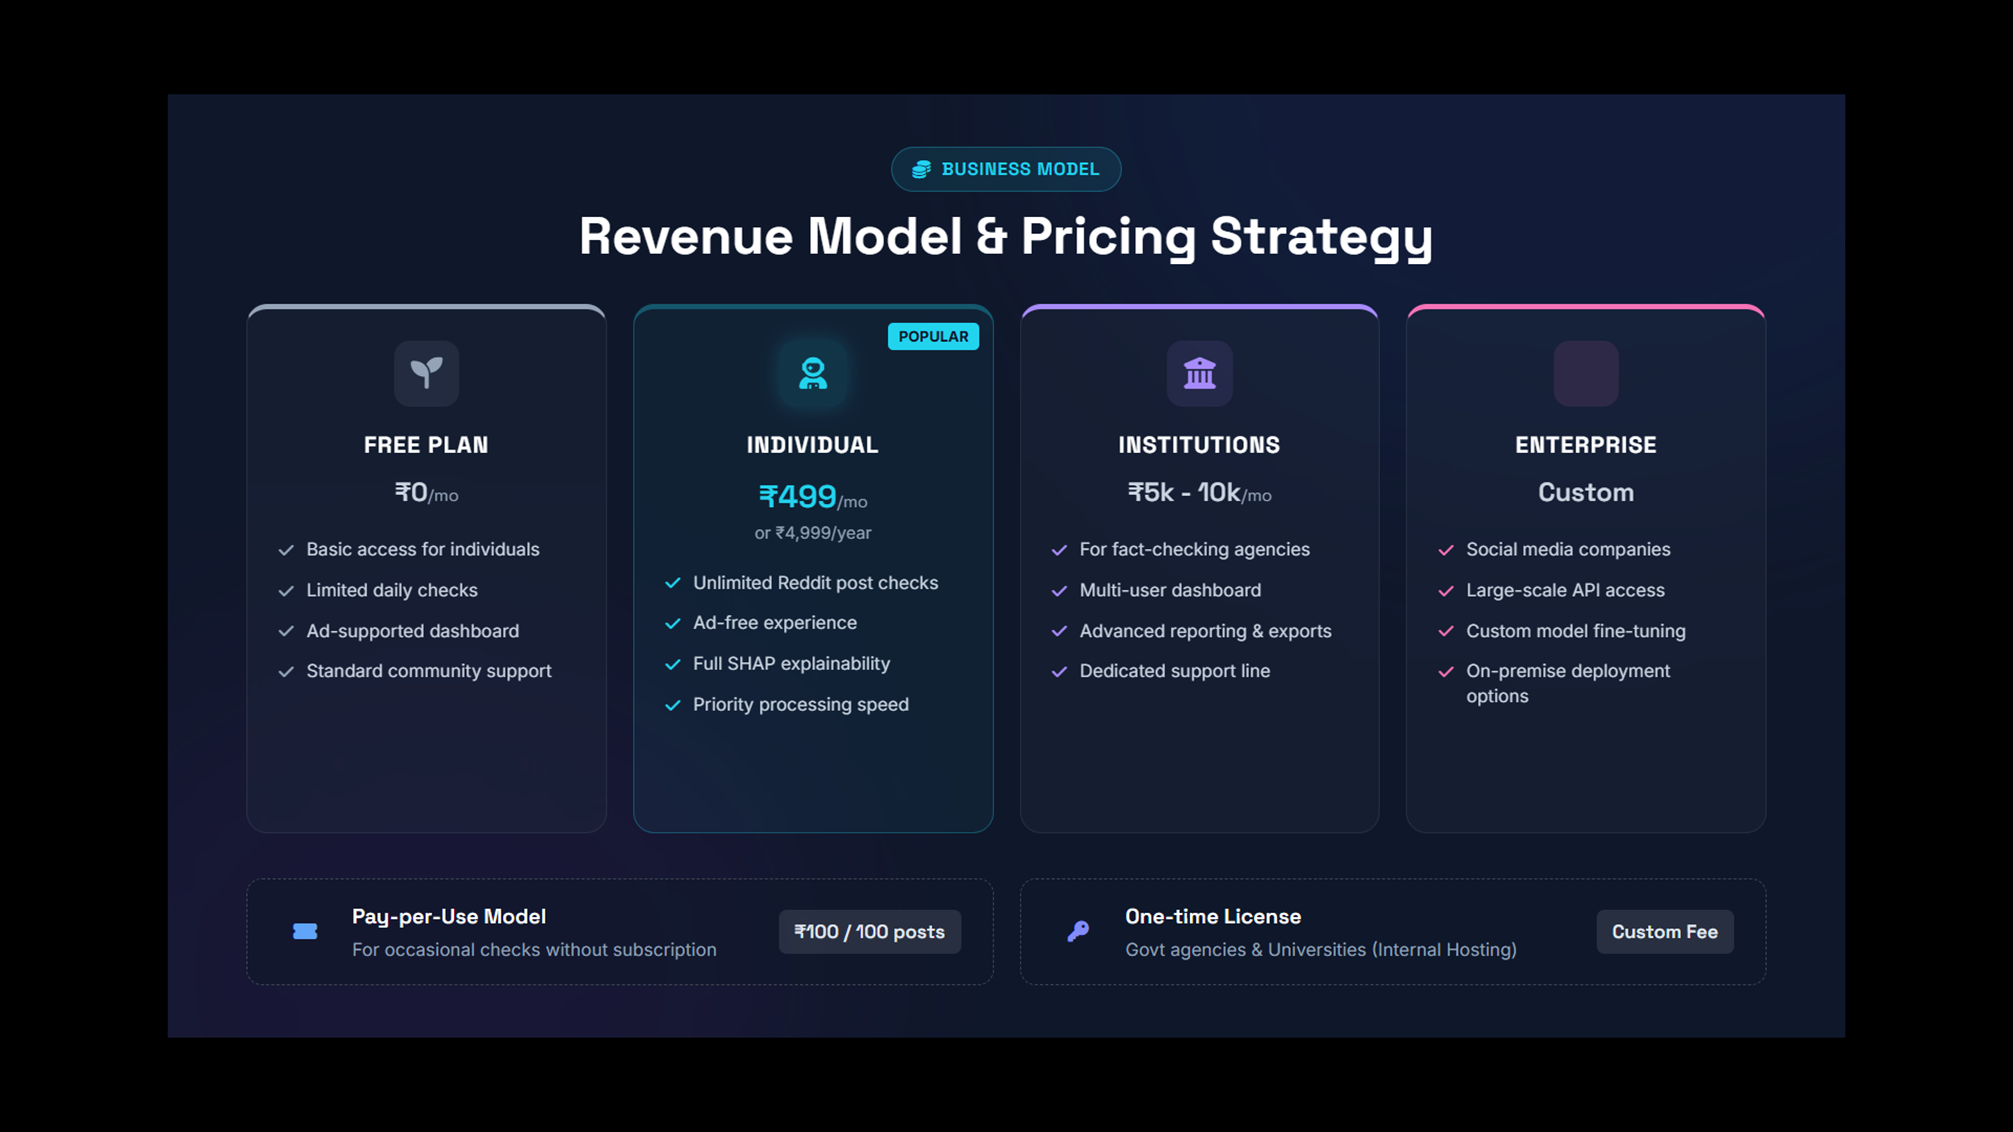 BUSINESS MODEL
Revenue Model & Pricing Strategy
FREE PLAN
₹0/mo
Basic access for individuals
Limited daily checks
Ad-supported dashboard
Standard community support
POPULAR
INDIVIDUAL
₹499/mo
or ₹4,999/year
Unlimited Reddit post checks
Ad-free experience
Full SHAP explainability
Priority processing speed
INSTITUTIONS
₹5k - 10k/mo
For fact-checking agencies
Multi-user dashboard
Advanced reporting & exports
Dedicated support line
ENTERPRISE
Custom
Social media companies
Large-scale API access
Custom model fine-tuning
On-premise deployment
options
Pay-per-Use Model
For occasional checks without subscription
₹100 / 100 posts
One-time License
Govt agencies & Universities (Internal Hosting)
Custom Fee